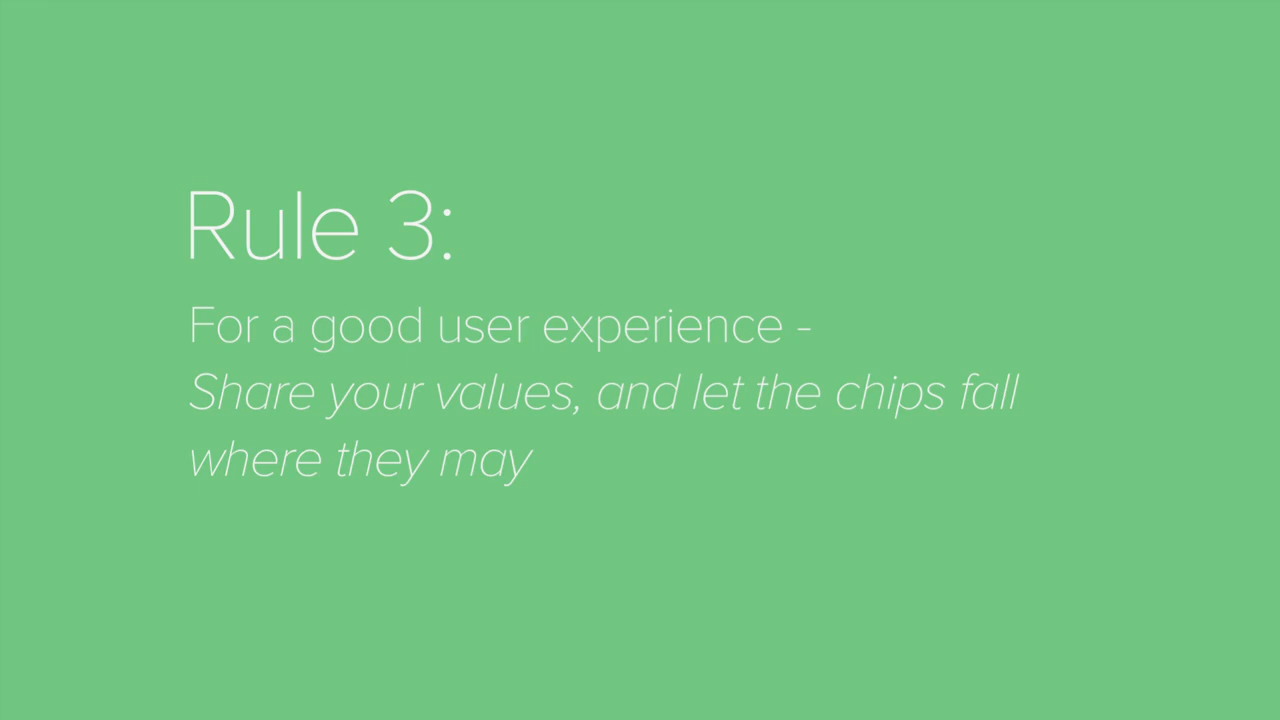 Rule 3:
For a good user experience -
Share your values, and let the chips fall
where they may